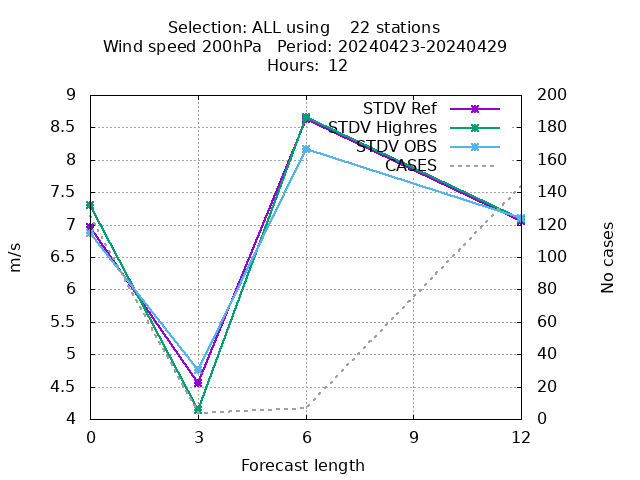 Selection: ALL using    22 stations
Wind speed 200hPa   Period: 20240423-20240429
Hours:  12
STDV Ref
STDV Highres
STDV OBS
CASES
9
8.5
8
7.5
7
6.5
6
5.5
5
4.5
4
200
180
160
140
120
100
80
60
40
20
0
m/s
No cases
0 3 6 9 12
Forecast length